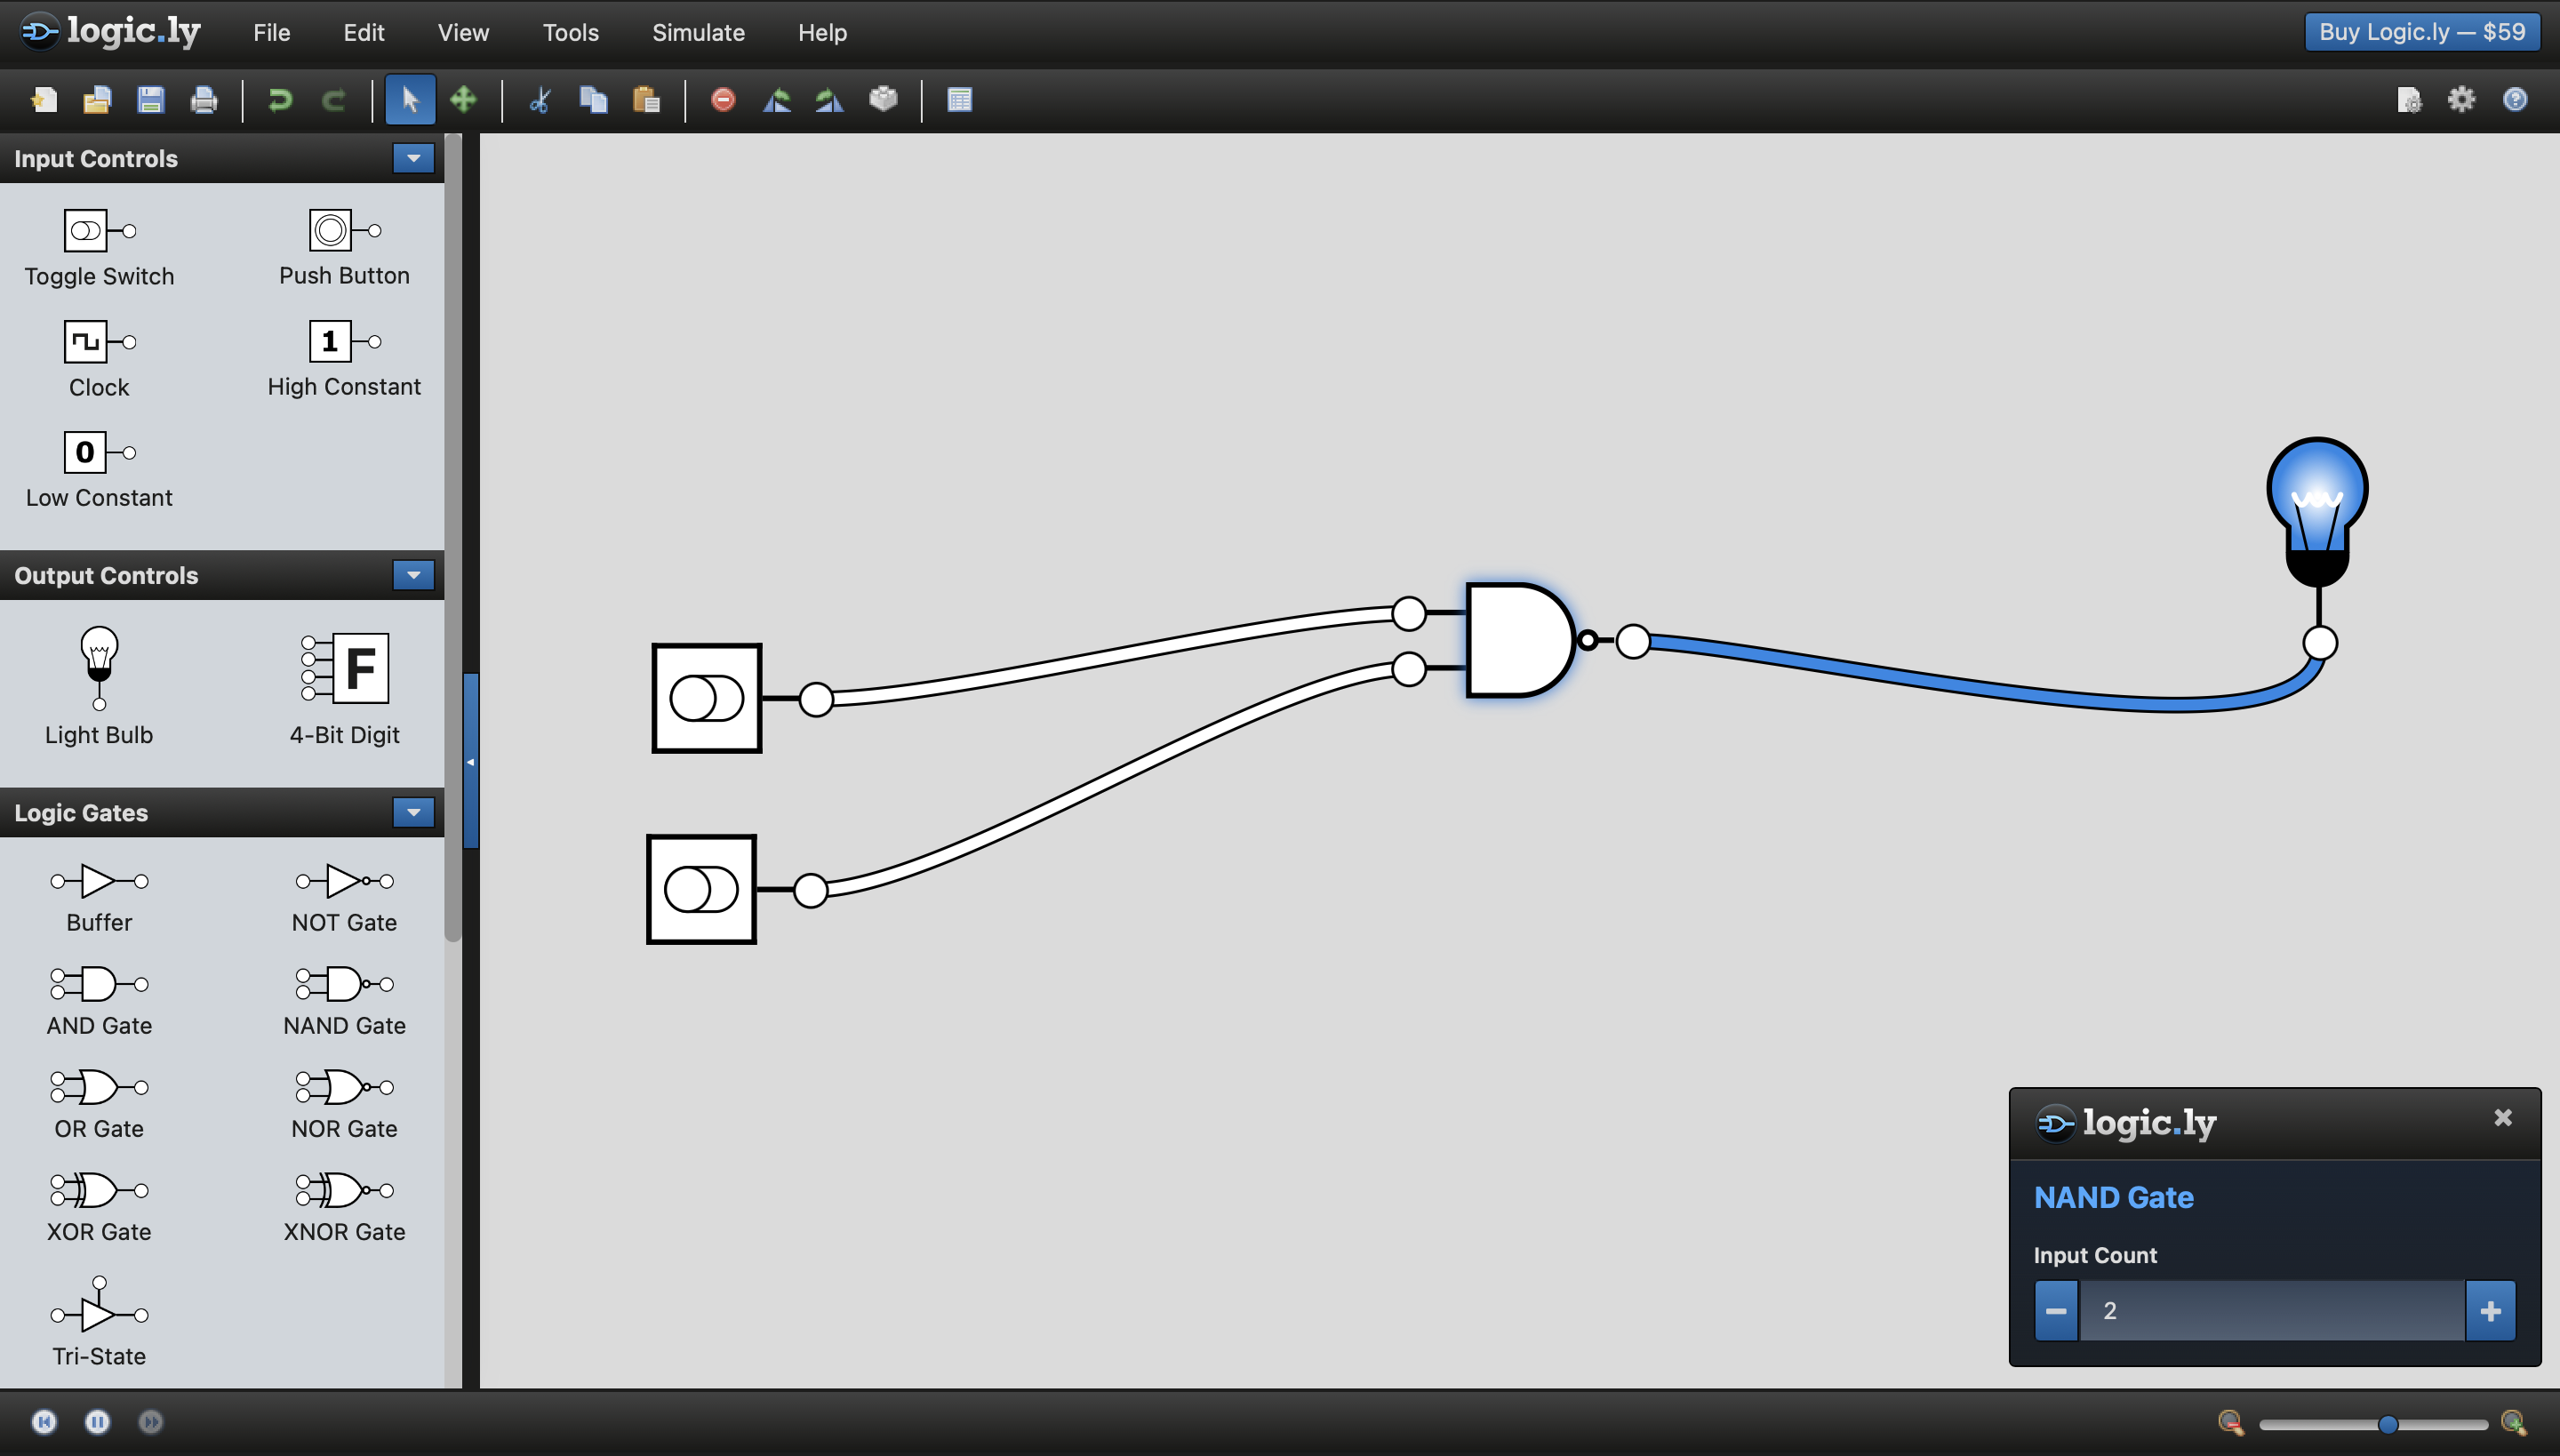 logic.ly File Edit View Tools Simulate Help Buy Logic.ly — $59
Input Controls
Toggle Switch Push Button
1
Clock High Constant
0
Low Constant
Output Controls
F
Light Bulb 4-Bit Digit
Logic Gates
Buffer NOT Gate
AND Gate NAND Gate
OR Gate NOR Gate
XOR Gate XNOR Gate
Tri-State
logic.ly
NAND Gate
Input Count
2